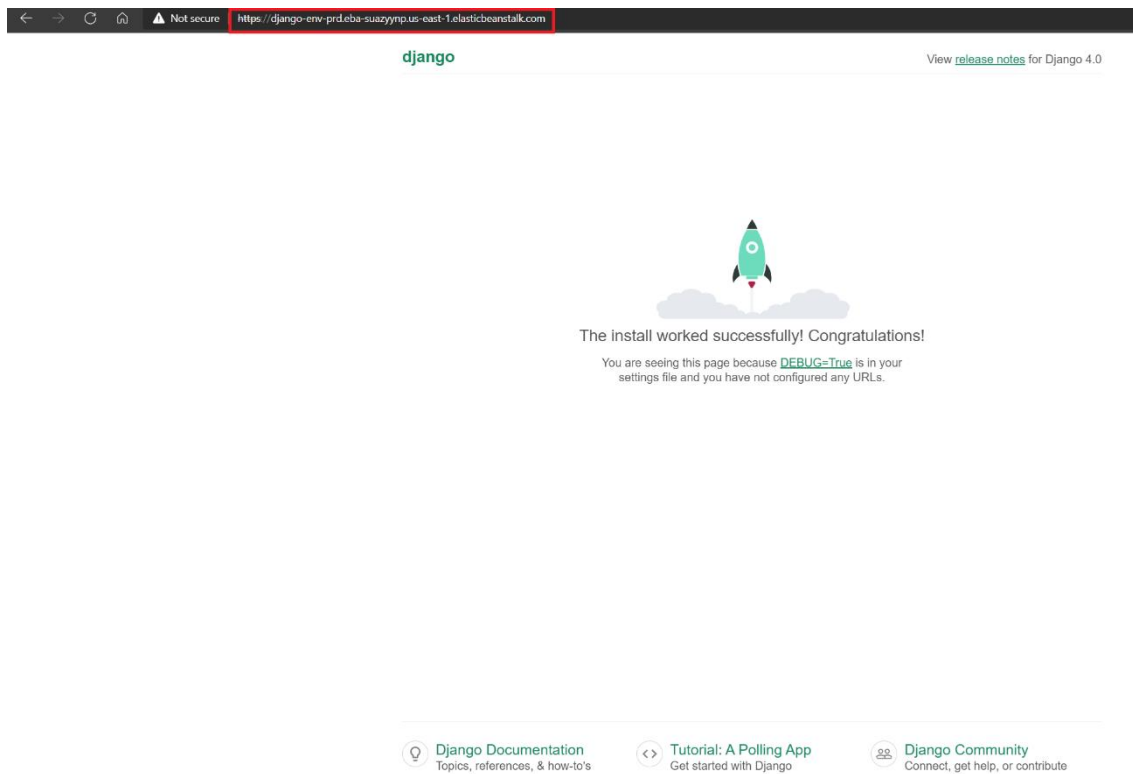 Not secure https://django-env-prd.eba-suazyynp.us-east-1.elasticbeanstalk.com
django
View release notes for Django 4.0
The install worked successfully! Congratulations!
You are seeing this page because DEBUG=True is in your
settings file and you have not configured any URLs.
Django Documentation
Topics, references, & how-to's
Tutorial: A Polling App
Get started with Django
Django Community
Connect, get help, or contribute